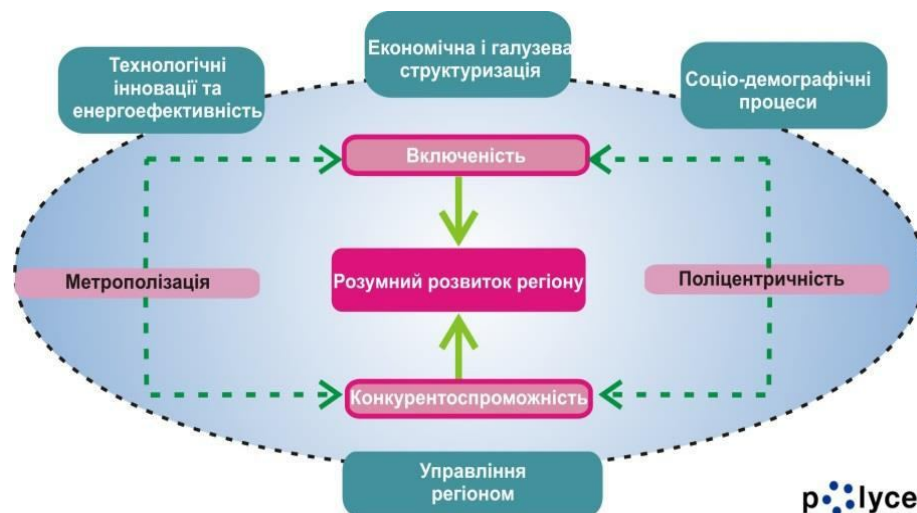 Економічна і галузева
структуризація
Технологічні
інновації та
енергоефективність
Соціо-демографічні
процеси
Включеність
Метрополізація
Розумний розвиток регіону
Поліцентричність
Конкурентоспроможність
Управління
регіоном
polyce